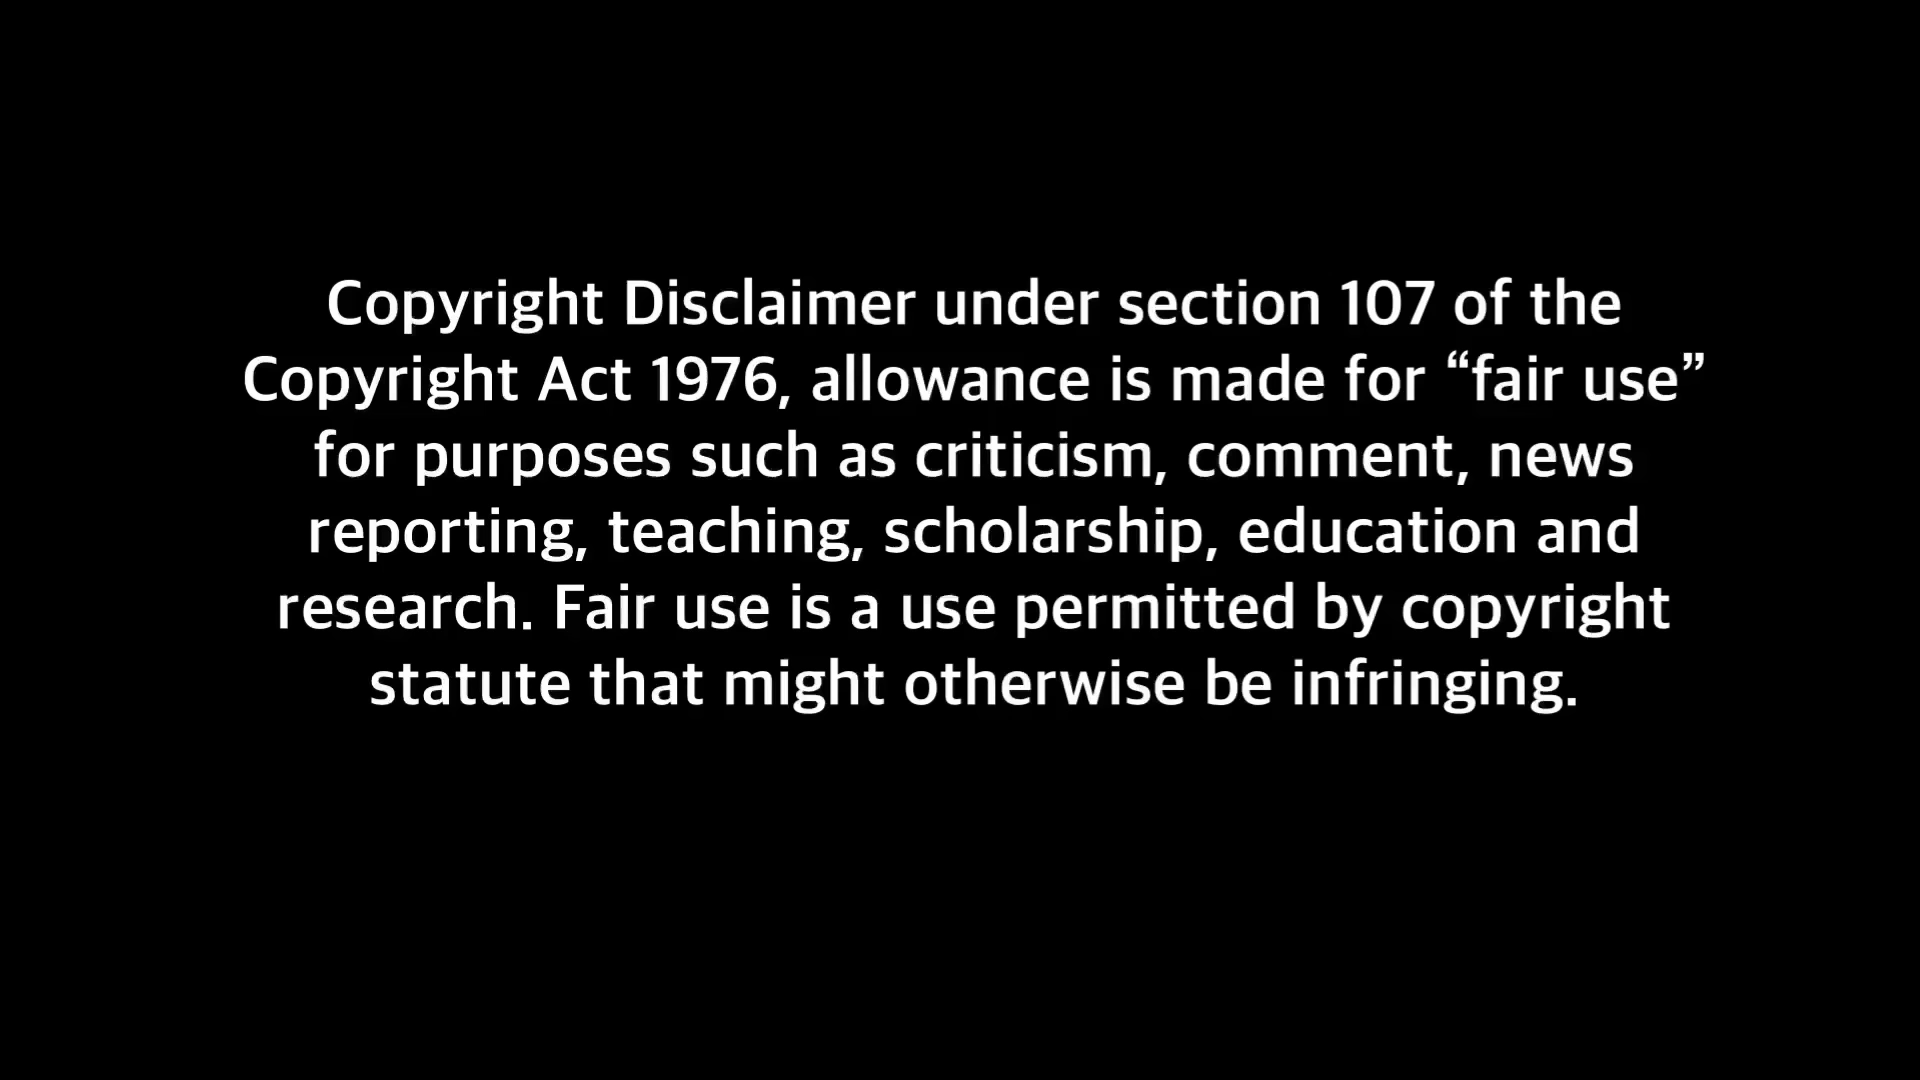 Copyright Disclaimer under section 107 of the
Copyright Act 1976, allowance is made for “fair use”
for purposes such as criticism, comment, news
reporting, teaching, scholarship, education and
research. Fair use is a use permitted by copyright
statute that might otherwise be infringing.